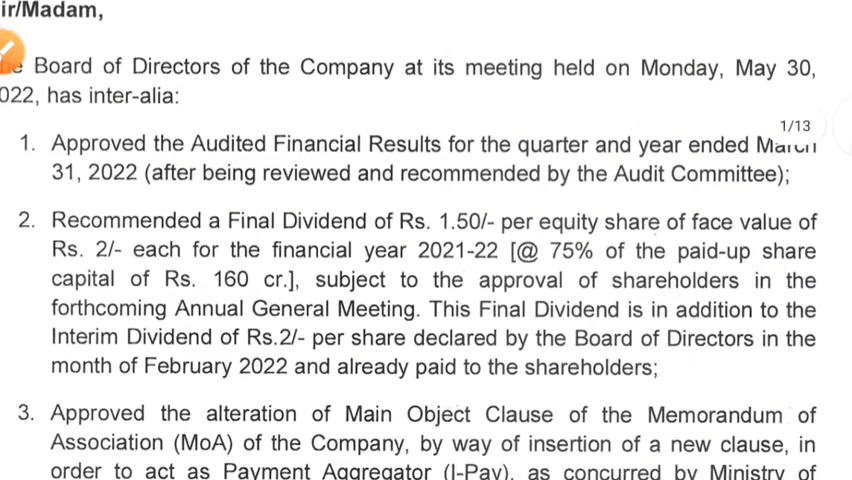 ir/Madam,
e Board of Directors of the Company at its meeting held on Monday, May 30,
022, has inter-alia:
1/13
1. Approved the Audited Financial Results for the quarter and year ended March
31, 2022 (after being reviewed and recommended by the Audit Committee);
2. Recommended a Final Dividend of Rs. 1.50/- per equity share of face value of
Rs. 2/- each for the financial year 2021-22 [@ 75% of the paid-up share
capital of Rs. 160 cr.], subject to the approval of shareholders in the
forthcoming Annual General Meeting. This Final Dividend is in addition to the
Interim Dividend of Rs.2/- per share declared by the Board of Directors in the
month of February 2022 and already paid to the shareholders;
3. Approved the alteration of Main Object Clause of the Memorandum of
Association (MoA) of the Company, by way of insertion of a new clause, in
order to act as Payment Aggregator (I-Pay), as concurred by Ministry of